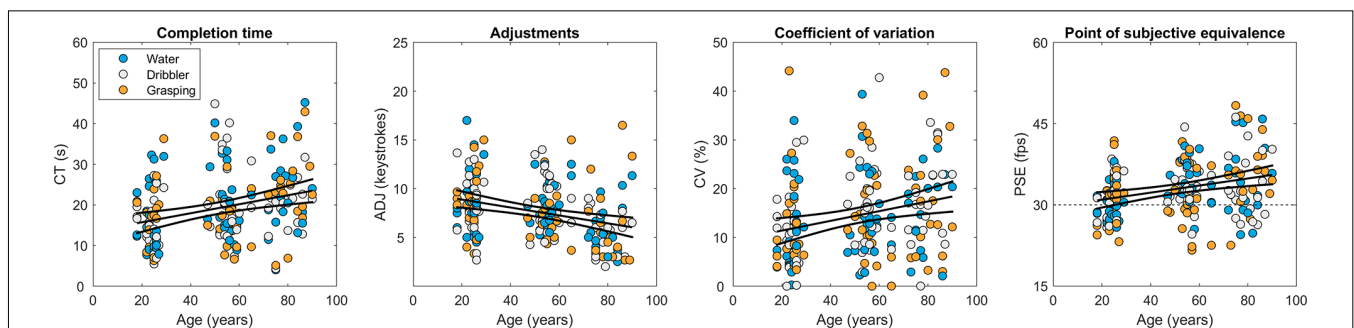 Completion time
60
50
40
30
20
10
0
0 20 40 60 80 100
CT (s)
Age (years)
Water
Dribbler
Grasping
Adjustments
25
20
15
10
5
0 20 40 60 80 100
ADJ (keystrokes)
Age (years)
Coefficient of variation
50
40
30
20
10
0
0 20 40 60 80 100
CV (%)
Age (years)
Point of subjective equivalence
60
45
30
15
0 20 40 60 80 100
PSE (fps)
Age (years)